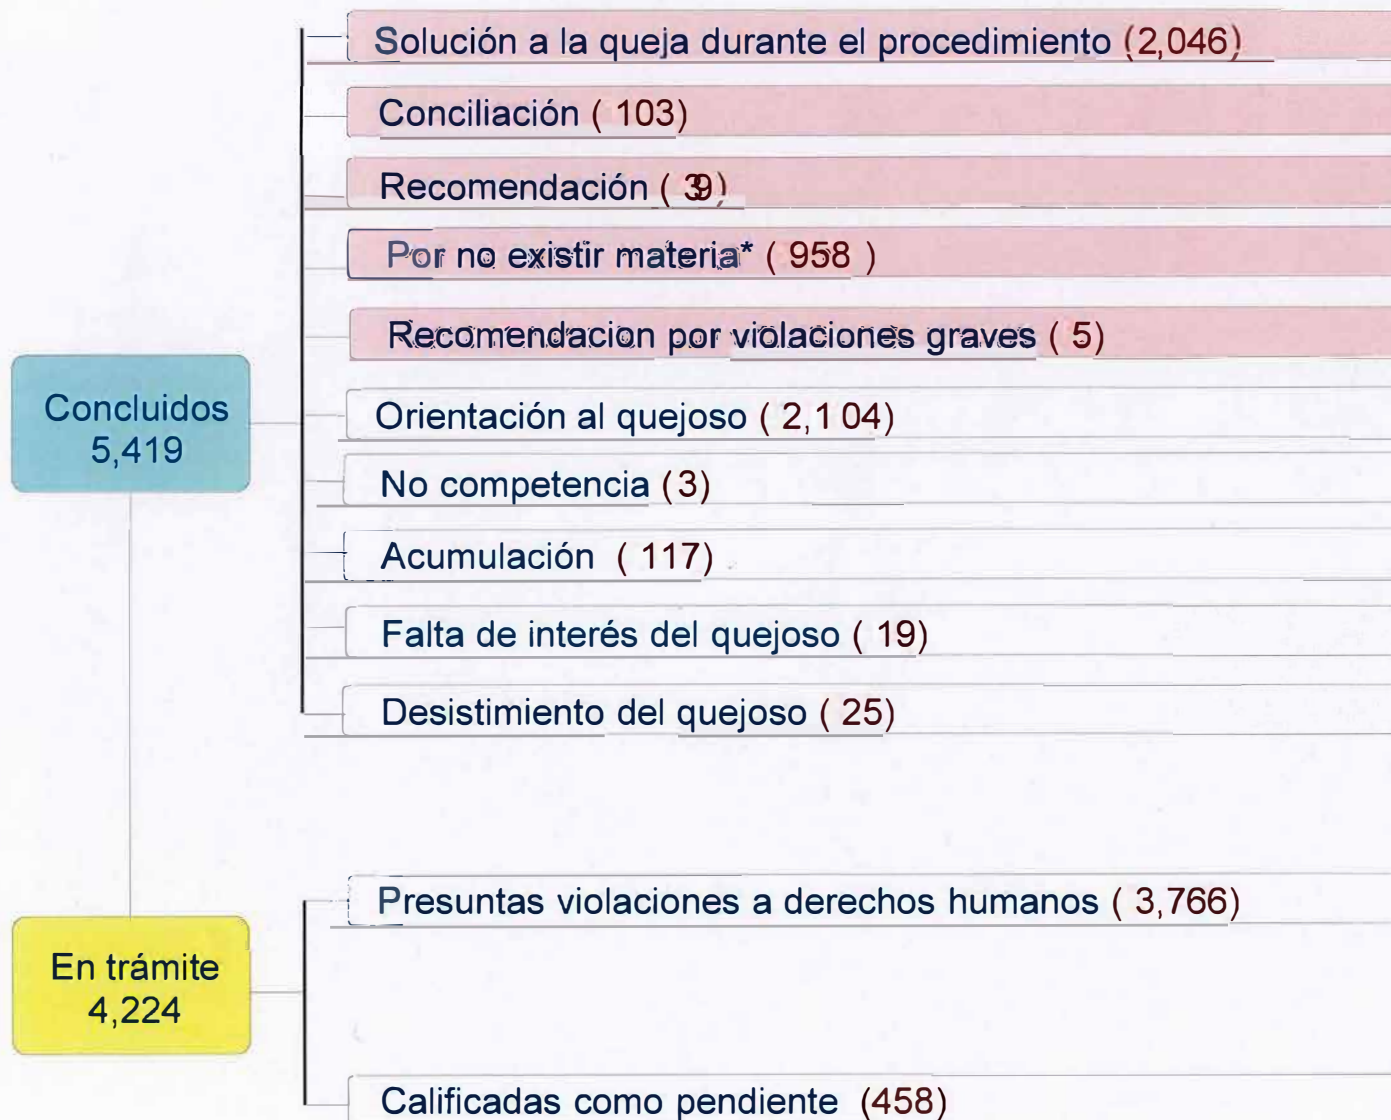 Solución a la queja durante el procedimiento (2,046)
Conciliación ( 103)
Recomendación ( 39)
Por no existir materia* ( 958 )
Recomendacion por violaciones graves ( 5)
Concluidos
5,419
Orientación al quejoso ( 2,104)
No competencia (3)
Acumulación ( 117)
Falta de interés del quejoso ( 19)
Desistimiento del quejoso ( 25)
Presuntas violaciones a derechos humanos ( 3,766)
En trámite
4,224
Calificadas como pendiente (458)